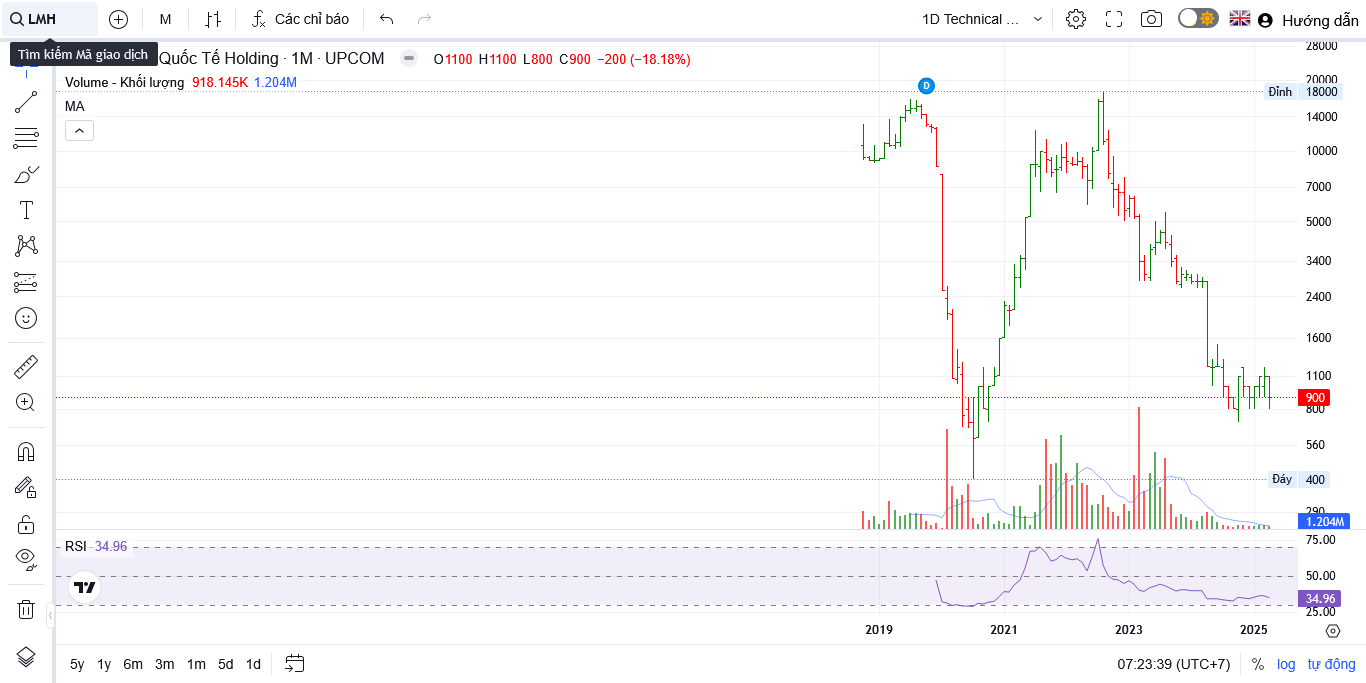 LMH
M
Các chỉ báo
1D Technical ...
Hướng dẫn
Tìm kiếm Mã giao dịch
Quốc Tế Holding · 1M · UPCOM
O1100 H1100 L800 C900 −200 (−18.18%)
Volume - Khối lượng 918.145K 1.204M
MA
D
28000
20000
Đỉnh 18000
14000
10000
7000
5000
3400
2400
1600
1100
900
800
560
Đáy 400
290
1.204M
RSI 34.96
75.00
50.00
34.96
25.00
2019 2021 2023 2025
5y 1y 6m 3m 1m 5d 1d
07:23:39 (UTC+7) % log tự động